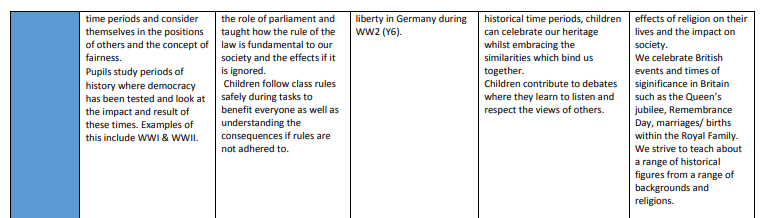 time periods and consider
themselves in the positions
of others and the concept of
fairness.
Pupils study periods of
history where democracy
has been tested and look at
the impact and result of
these times. Examples of
this include WWI & WWII.
the role of parliament and
taught how the rule of the
law is fundamental to our
society and the effects if it
is ignored.
Children follow class rules
safely during tasks to
benefit everyone as well as
understanding the
consequences if rules are
not adhered to.
liberty in Germany during
WW2 (Y6).
historical time periods, children
can celebrate our heritage
whilst embracing the
similarities which bind us
together.
Children contribute to debates
where they learn to listen and
respect the views of others.
effects of religion on their
lives and the impact on
society.
We celebrate British
events and times of
siginificance in Britain
such as the Queen's
jubilee, Remembrance
Day, marriages/ births
within the Royal Family.
We strive to teach about
a range of historical
figures from a range of
backgrounds and
religions.